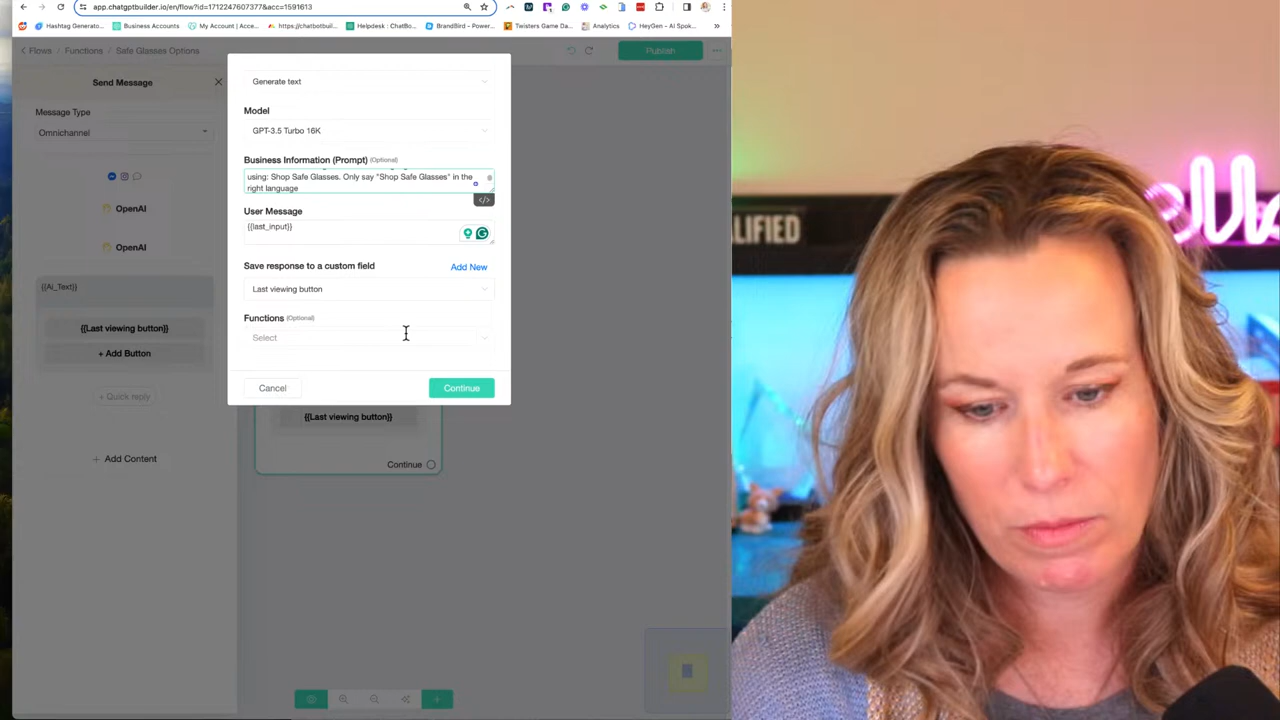 app.chatgptbuilder.io/en/flow?id=1712247607377&acc=1591613
Hashtag Generato...
Business Accounts
My Account | Acce...
https://chatbotbuil...
Helpdesk : ChatBo...
BrandBird – Power...
Twisters Game Da...
Analytics
HeyGen – AI Spok...
Flows / Functions / Safe Glasses Options
Publish
Send Message
Message Type
Omnichannel
OpenAI
OpenAI
{{Ai_Text}}
{{Last viewing button}}
+ Add Button
+ Quick reply
+ Add Content
Generate text
Model
GPT-3.5 Turbo 16K
Business Information (Prompt) (Optional)
using: Shop Safe Glasses. Only say "Shop Safe Glasses" in the
right language
</>
User Message
{{last_input}}
Save response to a custom field
Add New
Last viewing button
Functions (Optional)
Select
Cancel
Continue
{{Last viewing button}}
Continue
ALIFIED